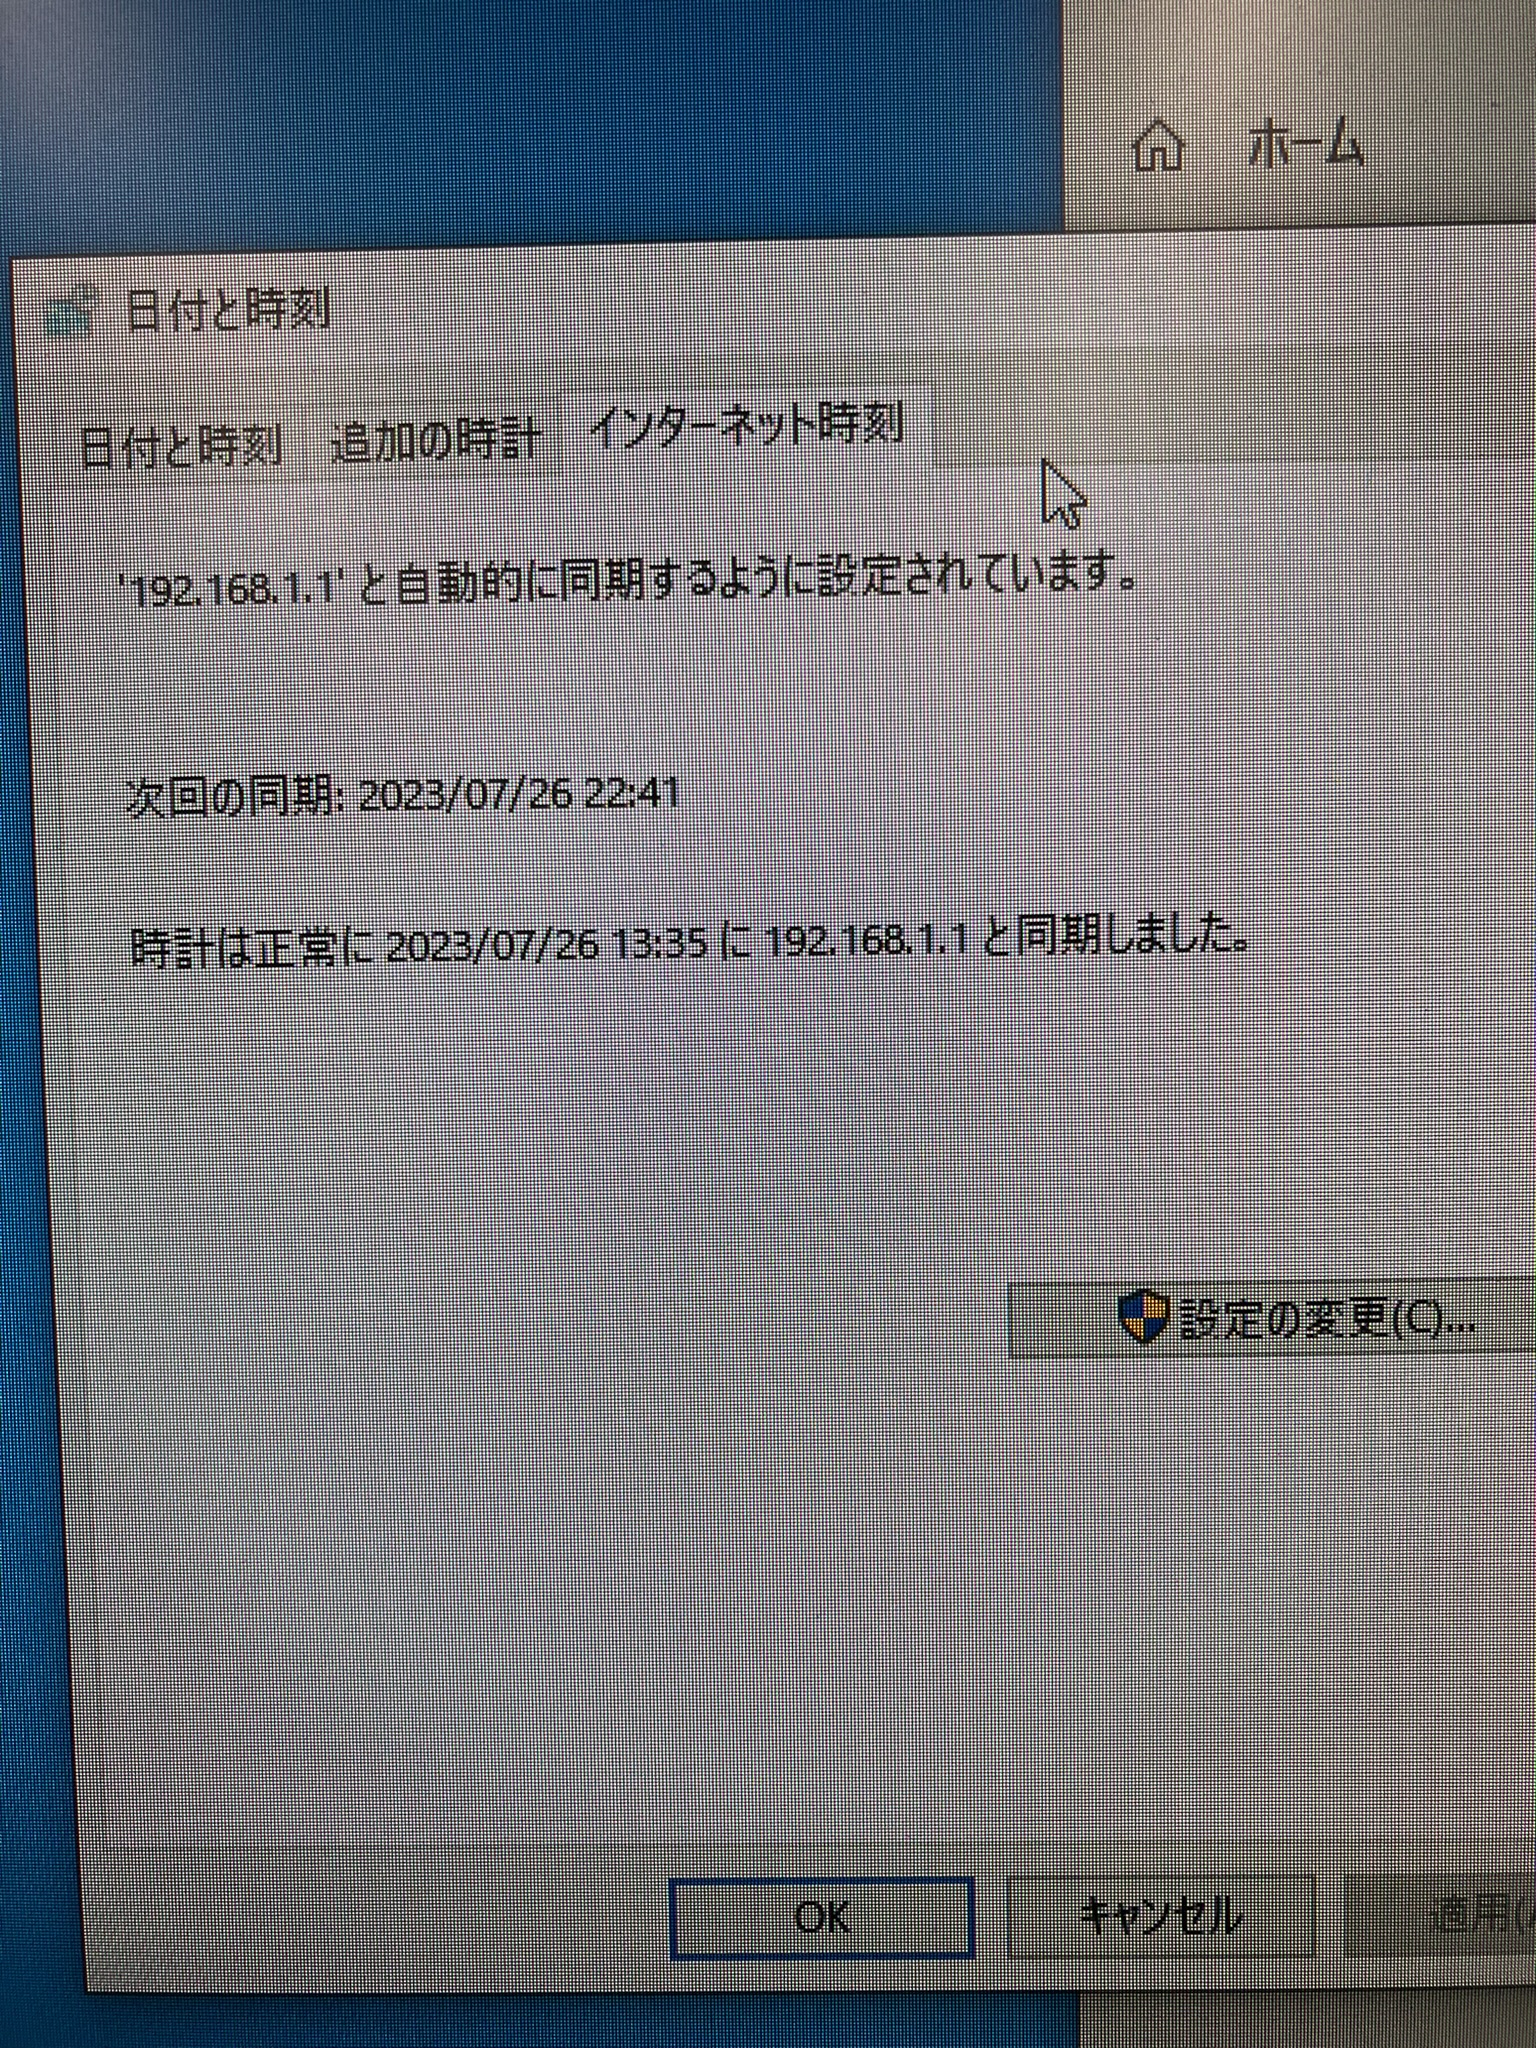 ホーム
日付と時刻
日付と時刻 追加の時計 インターネット時刻
'192.168.1.1' と自動的に同期するように設定されています。
次回の同期: 2023/07/26 22:41
時計は正常に 2023/07/26 13:35 に 192.168.1.1 と同期しました。
設定の変更(C)...
OK キャンセル 適用(